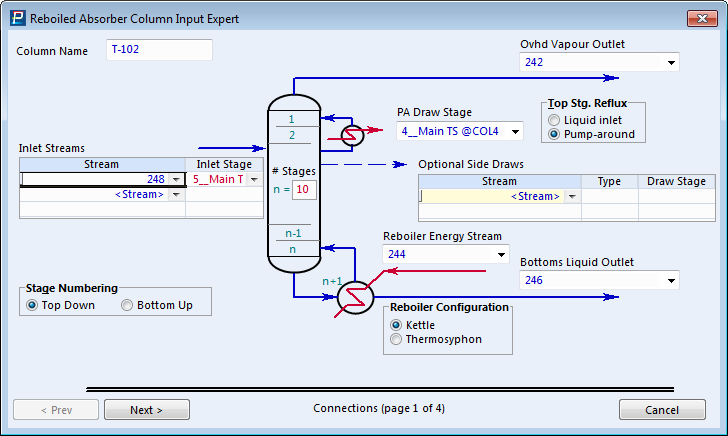 Reboiled Absorber Column Input Expert
Column Name T-102
Ovhd Vapour Outlet
242
PA Draw Stage
4__Main TS @COL4
Top Stg. Reflux
Liquid inlet
Pump-around
1
2
# Stages
n = 10
n-1
n
n+1
Inlet Streams
Stream Inlet Stage
248 5__Main T
<Stream>
Optional Side Draws
Stream Type Draw Stage
<Stream>
Reboiler Energy Stream
244
Bottoms Liquid Outlet
246
Stage Numbering
Top Down Bottom Up
Reboiler Configuration
Kettle
Thermosyphon
< Prev Next > Connections (page 1 of 4) Cancel